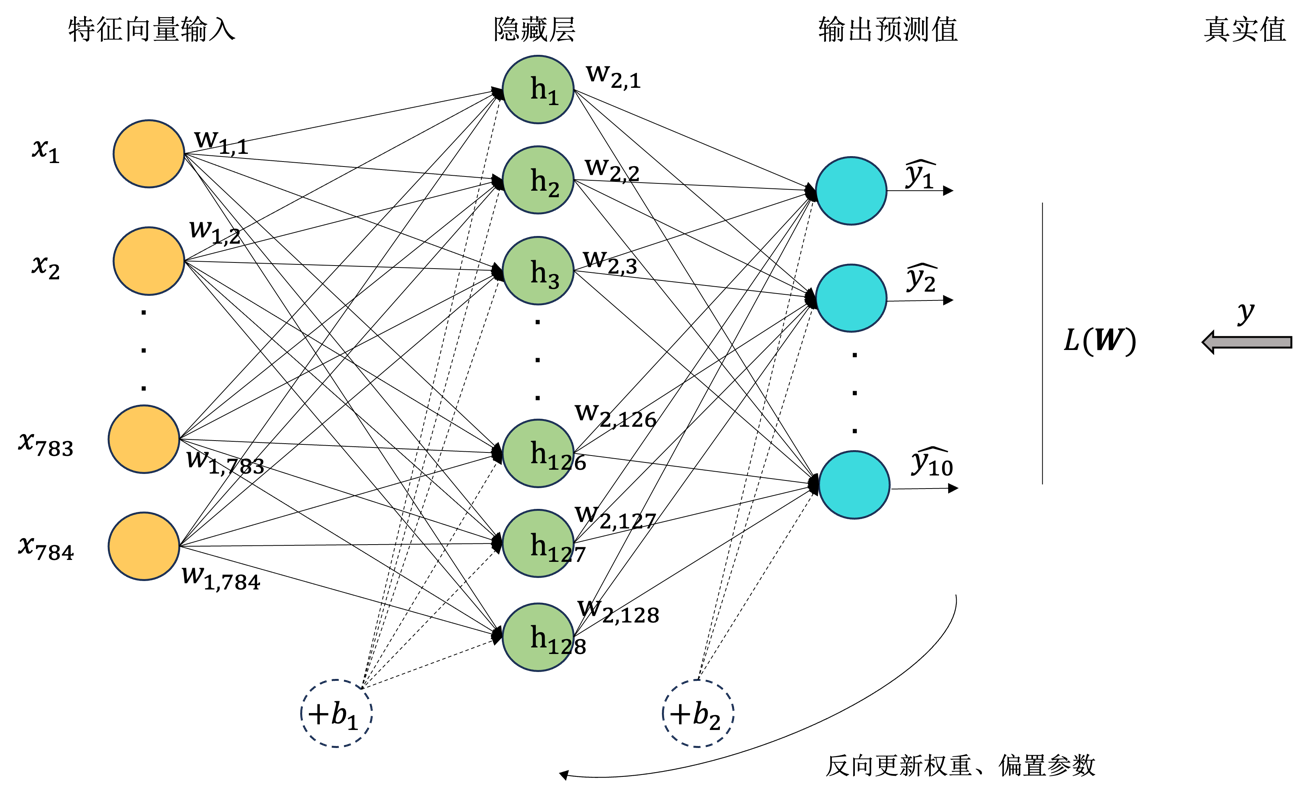 特征向量输入 隐藏层 输出预测值 真实值
x₁
w₁,₁
x₂
w₁,₂
x₇₈₃
w₁,₇₈₃
x₇₈₄
w₁,₇₈₄
h₁
w₂,₁
h₂
w₂,₂
h₃
w₂,₃
h₁₂₆
w₂,₁₂₆
h₁₂₇
w₂,₁₂₇
h₁₂₈
w₂,₁₂₈
+b₁
+b₂
ŷ₁
ŷ₂
ŷ₁₀
L(W)
y
反向更新权重、偏置参数